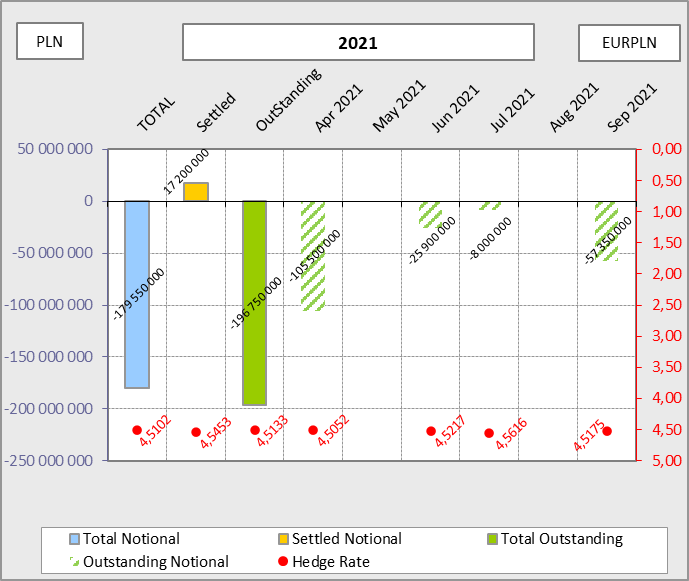 PLN
2021
EURPLN
TOTAL
Settled
OutStanding
Apr 2021
May 2021
Jun 2021
Jul 2021
Aug 2021
Sep 2021
50 000 000
0
-50 000 000
-100 000 000
-150 000 000
-200 000 000
-250 000 000
0,00
0,50
1,00
1,50
2,00
2,50
3,00
3,50
4,00
4,50
5,00
-179 550 000
17 200 000
-196 750 000
-105 500 000
-25 900 000
-8 000 000
-57 350 000
4,5102
4,5453
4,5133
4,5052
4,5217
4,5616
4,5175
Total Notional
Settled Notional
Total Outstanding
Outstanding Notional
Hedge Rate